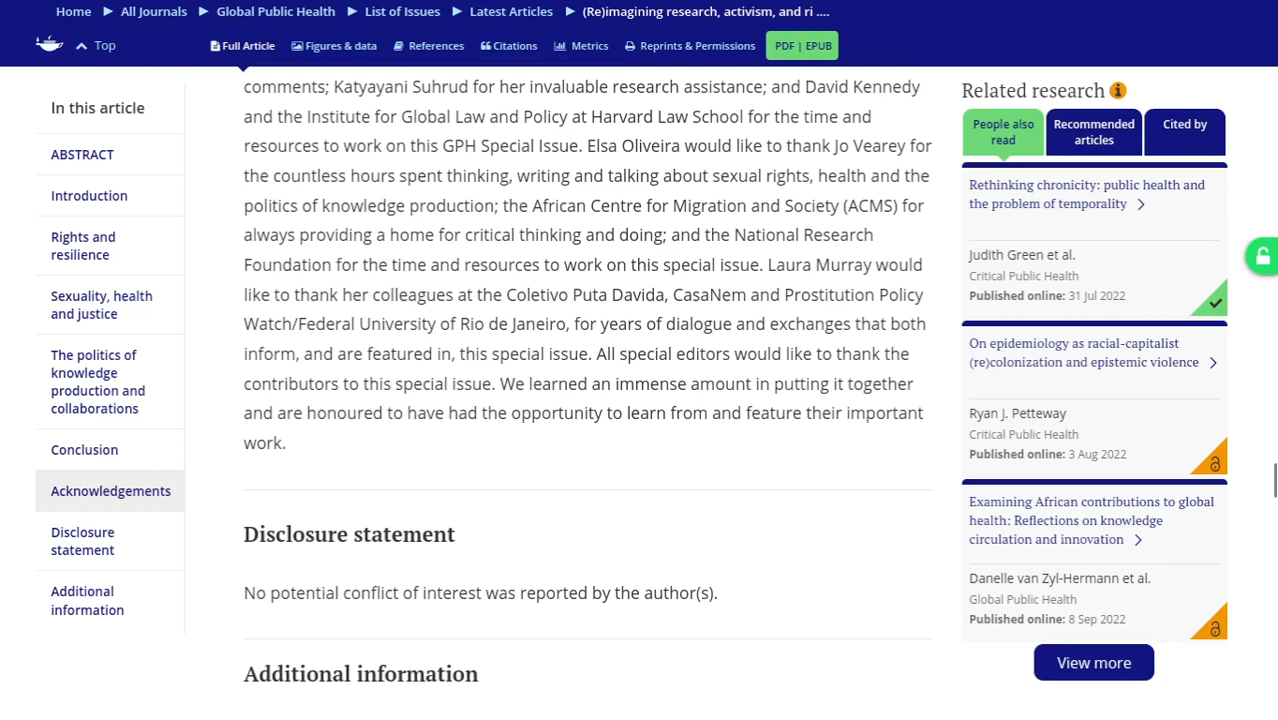 Home ▶ All Journals ▶ Global Public Health ▶ List of Issues ▶ Latest Articles ▶ (Re)imagining research, activism, and ri ....
Top
Full Article
Figures & data
References
Citations
Metrics
Reprints & Permissions
PDF | EPUB
In this article
ABSTRACT
Introduction
Rights and
resilience
Sexuality, health
and justice
The politics of
knowledge
production and
collaborations
Conclusion
Acknowledgements
Disclosure
statement
Additional
information
comments; Katyayani Suhrud for her invaluable research assistance; and David Kennedy
and the Institute for Global Law and Policy at Harvard Law School for the time and
resources to work on this GPH Special Issue. Elsa Oliveira would like to thank Jo Vearey for
the countless hours spent thinking, writing and talking about sexual rights, health and the
politics of knowledge production; the African Centre for Migration and Society (ACMS) for
always providing a home for critical thinking and doing; and the National Research
Foundation for the time and resources to work on this special issue. Laura Murray would
like to thank her colleagues at the Coletivo Puta Davida, CasaNem and Prostitution Policy
Watch/Federal University of Rio de Janeiro, for years of dialogue and exchanges that both
inform, and are featured in, this special issue. All special editors would like to thank the
contributors to this special issue. We learned an immense amount in putting it together
and are honoured to have had the opportunity to learn from and feature their important
work.
Disclosure statement
No potential conflict of interest was reported by the author(s).
Additional information
Related research
People also
read
Recommended
articles
Cited by
Rethinking chronicity: public health and
the problem of temporality
Judith Green et al.
Critical Public Health
Published online: 31 Jul 2022
On epidemiology as racial-capitalist
(re)colonization and epistemic violence
Ryan J. Petteway
Critical Public Health
Published online: 3 Aug 2022
Examining African contributions to global
health: Reflections on knowledge
circulation and innovation
Danelle van Zyl-Hermann et al.
Global Public Health
Published online: 8 Sep 2022
View more